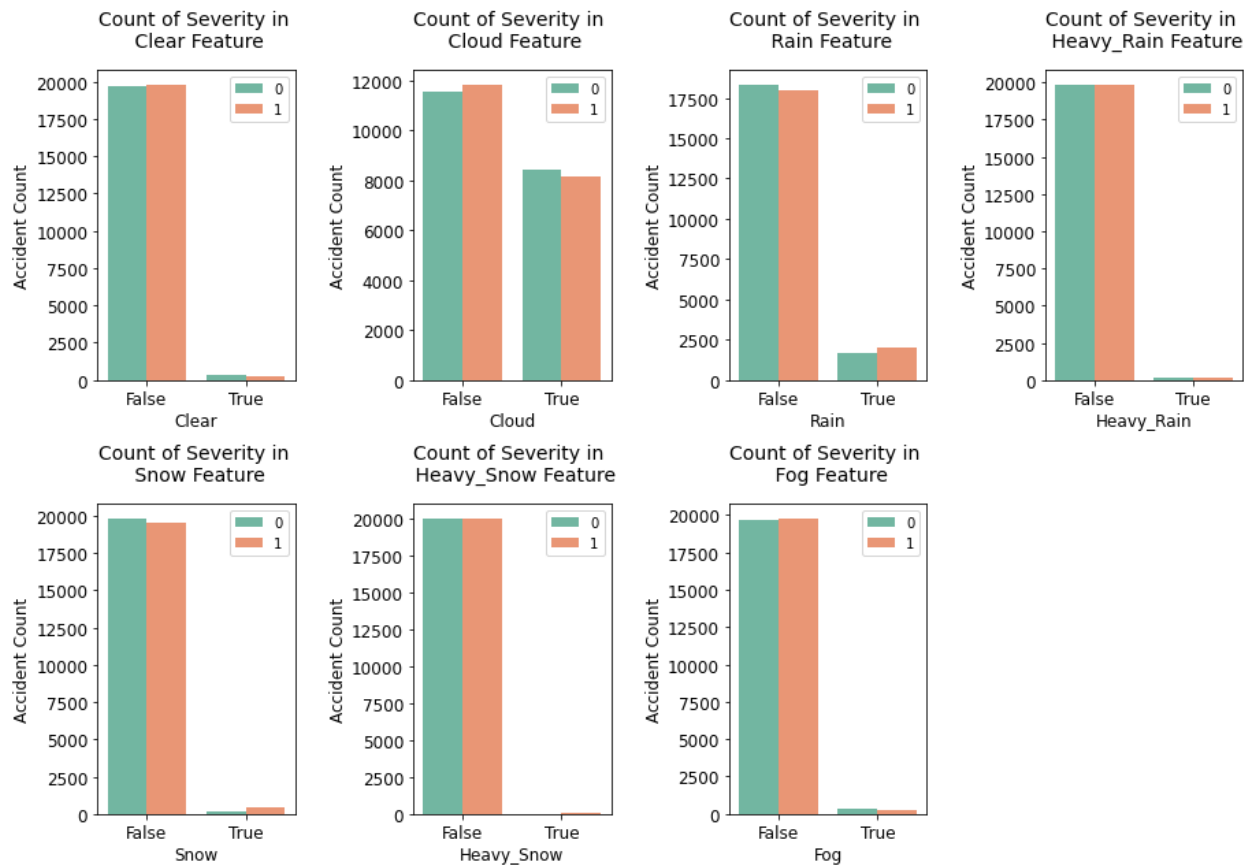 Count of Severity in
Clear Feature
20000
17500
15000
12500
10000
7500
5000
2500
0
Accident Count
0
1
False
True
Clear
Count of Severity in
Cloud Feature
12000
10000
8000
6000
4000
2000
0
Accident Count
0
1
False
True
Cloud
Count of Severity in
Rain Feature
17500
15000
12500
10000
7500
5000
2500
0
Accident Count
0
1
False
True
Rain
Count of Severity in
Heavy_Rain Feature
20000
17500
15000
12500
10000
7500
5000
2500
0
Accident Count
0
1
False
True
Heavy_Rain
Count of Severity in
Snow Feature
20000
17500
15000
12500
10000
7500
5000
2500
0
Accident Count
0
1
False
True
Snow
Count of Severity in
Heavy_Snow Feature
20000
17500
15000
12500
10000
7500
5000
2500
0
Accident Count
0
1
False
True
Heavy_Snow
Count of Severity in
Fog Feature
20000
17500
15000
12500
10000
7500
5000
2500
0
Accident Count
0
1
False
True
Fog